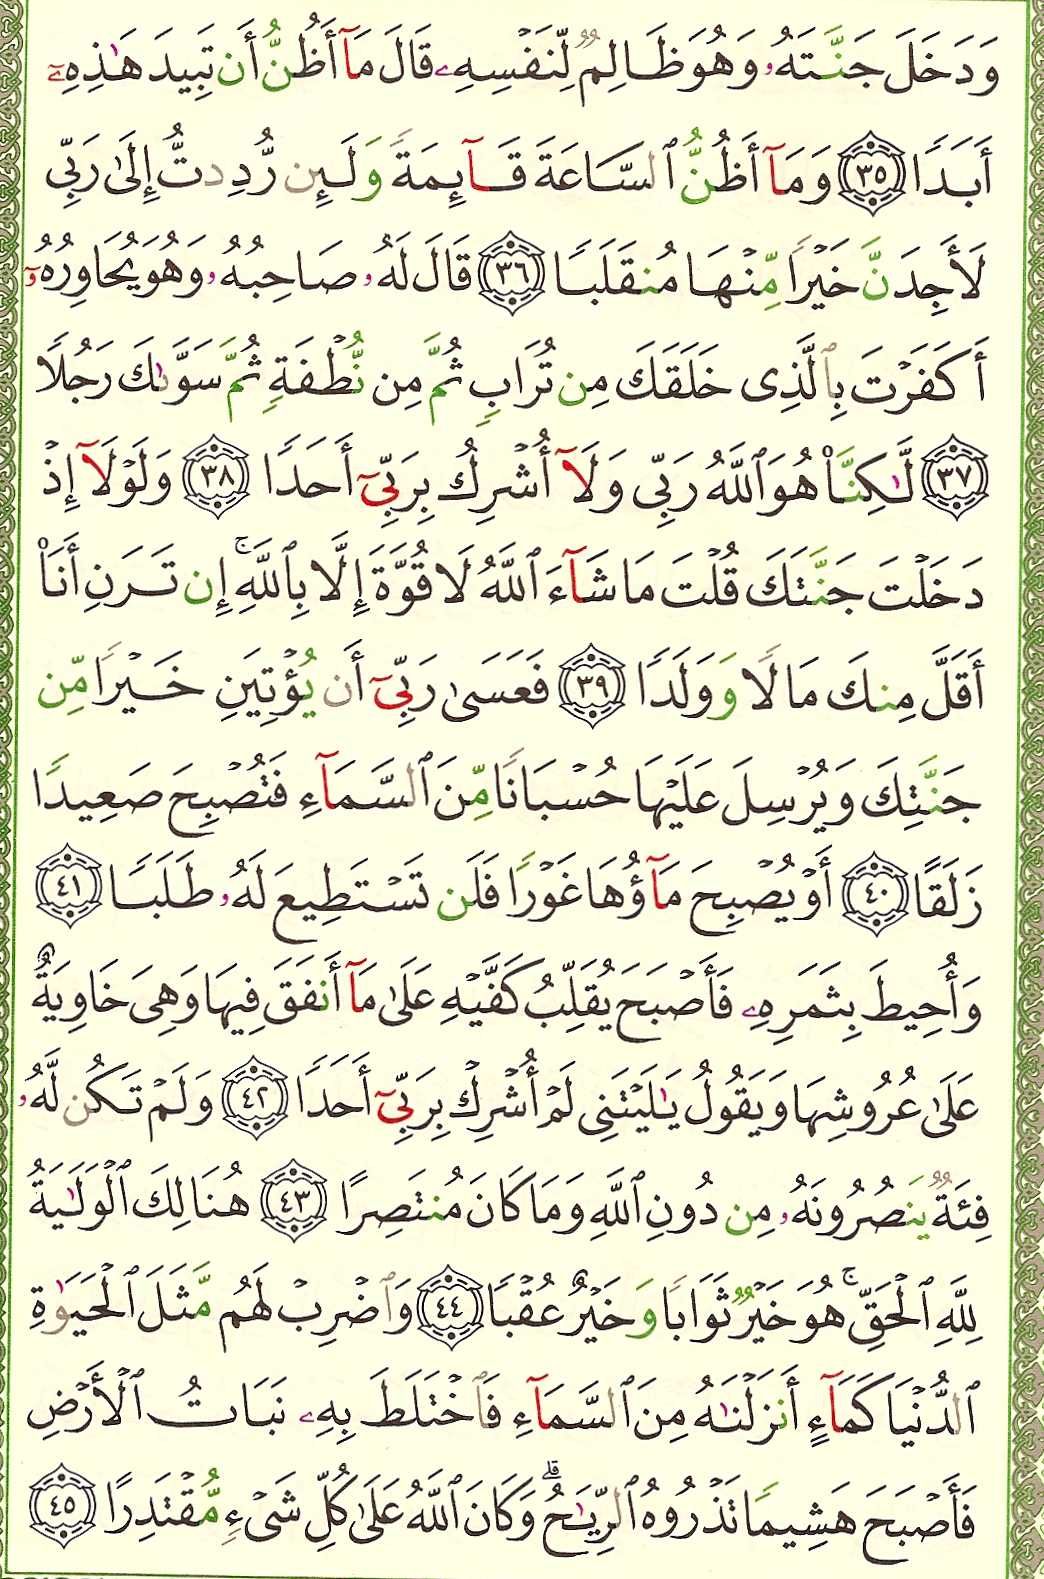 وَدَخَلَ جَنَّتَهُۥ وَهُوَ ظَالِمٌ لِّنَفْسِهِۦ قَالَ مَآ أَظُنُّ أَن تَبِيدَ هَٰذِهِۦٓ
أَبَدًا ٣٥ وَمَآ أَظُنُّ ٱلسَّاعَةَ قَآئِمَةً وَلَئِن رُّدِدتُّ إِلَىٰ رَبِّى
لَأَجِدَنَّ خَيْرًا مِّنْهَا مُنقَلَبًا ٣٦ قَالَ لَهُۥ صَاحِبُهُۥ وَهُوَ يُحَاوِرُهُۥٓ
أَكَفَرْتَ بِٱلَّذِى خَلَقَكَ مِن تُرَابٍ ثُمَّ مِن نُّطْفَةٍ ثُمَّ سَوَّىٰكَ رَجُلًا
٣٧ لَّٰكِنَّا۠ هُوَ ٱللَّهُ رَبِّى وَلَآ أُشْرِكُ بِرَبِّىٓ أَحَدًا ٣٨ وَلَوْلَآ إِذْ
دَخَلْتَ جَنَّتَكَ قُلْتَ مَا شَآءَ ٱللَّهُ لَا قُوَّةَ إِلَّا بِٱللَّهِ ۚ إِن تَرَنِ أَنَا۠
أَقَلَّ مِنكَ مَالًا وَوَلَدًا ٣٩ فَعَسَىٰ رَبِّىٓ أَن يُؤْتِيَنِ خَيْرًا مِّن
جَنَّتِكَ وَيُرْسِلَ عَلَيْهَا حُسْبَانًا مِّنَ ٱلسَّمَآءِ فَتُصْبِحَ صَعِيدًا
زَلَقًا ٤٠ أَوْ يُصْبِحَ مَآؤُهَا غَوْرًا فَلَن تَسْتَطِيعَ لَهُۥ طَلَبًا ٤١
وَأُحِيطَ بِثَمَرِهِۦ فَأَصْبَحَ يُقَلِّبُ كَفَّيْهِ عَلَىٰ مَآ أَنفَقَ فِيهَا وَهِىَ خَاوِيَةٌ
عَلَىٰ عُرُوشِهَا وَيَقُولُ يَٰلَيْتَنِى لَمْ أُشْرِكْ بِرَبِّىٓ أَحَدًا ٤٢ وَلَمْ تَكُن لَّهُۥ
فِئَةٌ يَنصُرُونَهُۥ مِن دُونِ ٱللَّهِ وَمَا كَانَ مُنتَصِرًا ٤٣ هُنَالِكَ ٱلْوَلَٰيَةُ
لِلَّهِ ٱلْحَقِّ ۚ هُوَ خَيْرٌ ثَوَابًا وَخَيْرٌ عُقْبًا ٤٤ وَٱضْرِبْ لَهُم مَّثَلَ ٱلْحَيَوٰةِ
ٱلدُّنْيَا كَمَآءٍ أَنزَلْنَٰهُ مِنَ ٱلسَّمَآءِ فَٱخْتَلَطَ بِهِۦ نَبَاتُ ٱلْأَرْضِ
فَأَصْبَحَ هَشِيمًا تَذْرُوهُ ٱلرِّيَٰحُ ۗ وَكَانَ ٱللَّهُ عَلَىٰ كُلِّ شَىْءٍ مُّقْتَدِرًا ٤٥